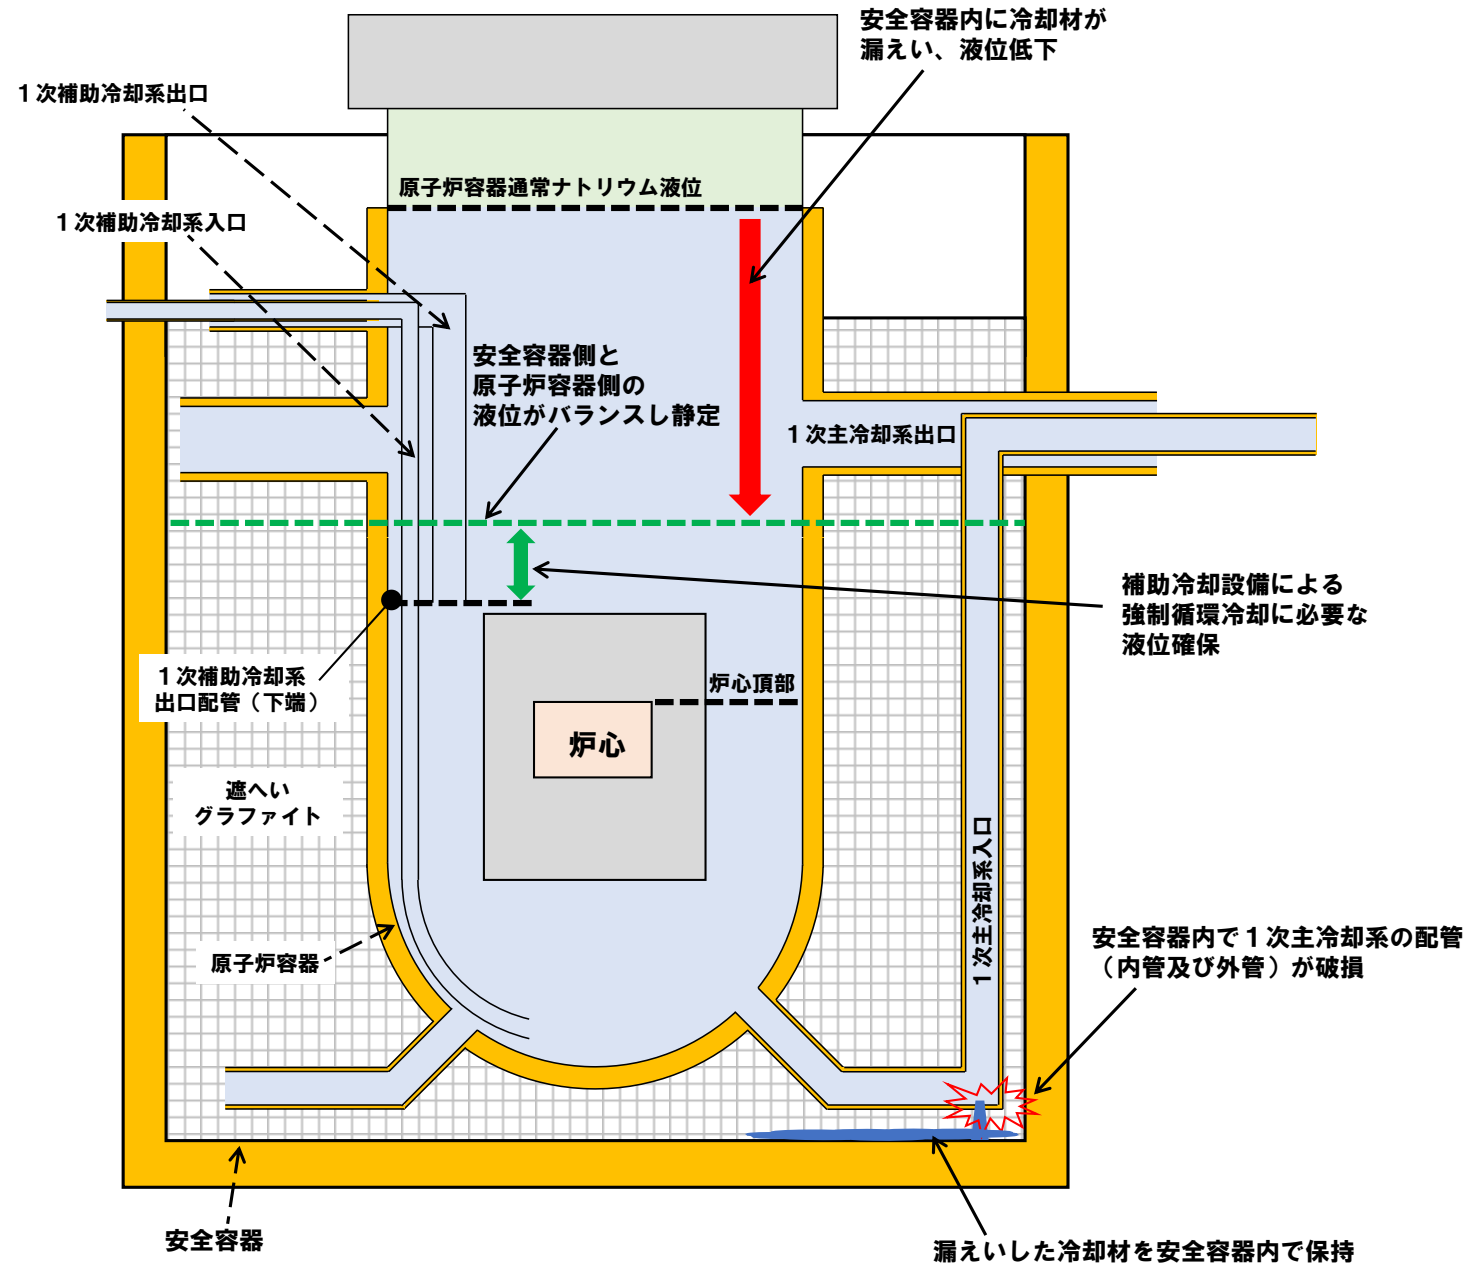 安全容器内に冷却材が
漏えい、液位低下
１次補助冷却系出口
原子炉容器通常ナトリウム液位
１次補助冷却系入口
安全容器側と
原子炉容器側の
液位がバランスし静定
１次主冷却系出口
補助冷却設備による
強制循環冷却に必要な
液位確保
１次補助冷却系
出口配管（下端）
炉心頂部
炉心
遮へい
グラファイト
１次主冷却系入口
原子炉容器
安全容器内で１次主冷却系の配管
（内管及び外管）が破損
安全容器
漏えいした冷却材を安全容器内で保持